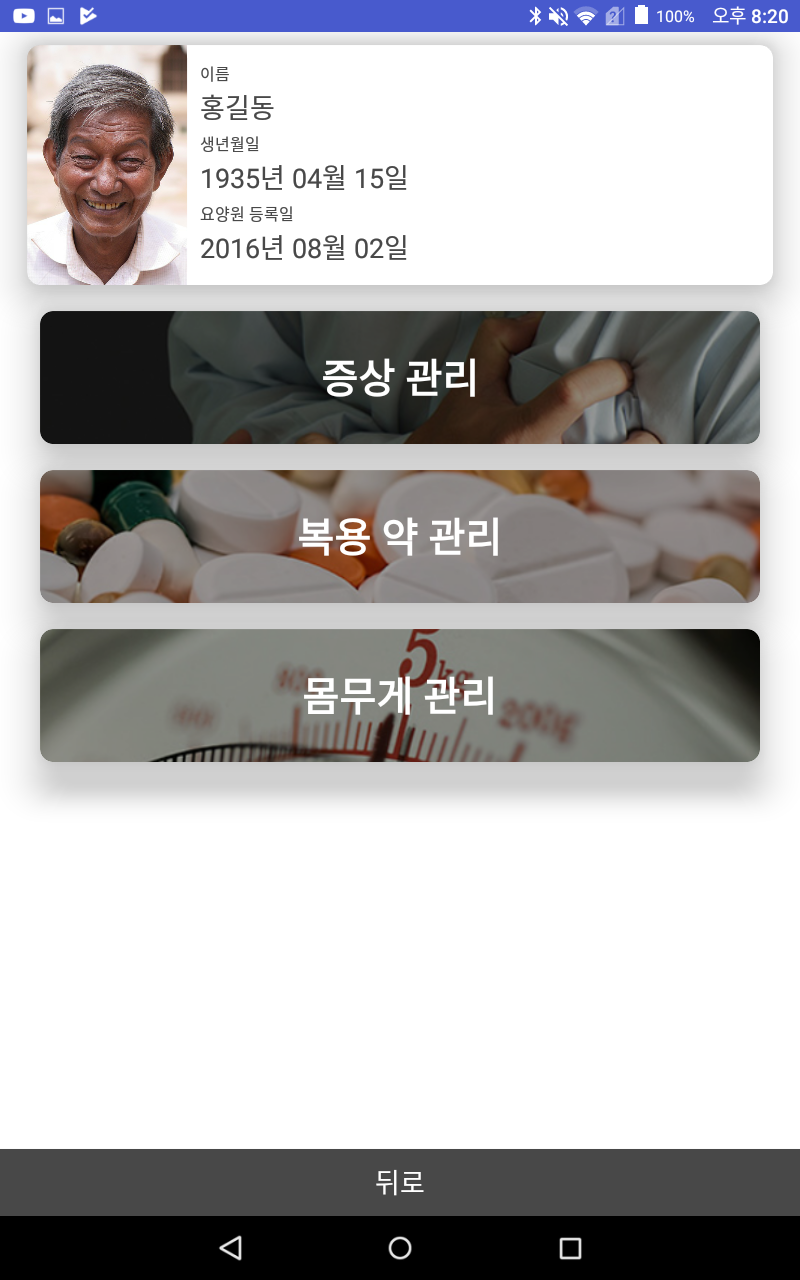 100% 오후 8:20
이름
홍길동
생년월일
1935년 04월 15일
요양원 등록일
2016년 08월 02일
증상 관리
복용 약 관리
5kg
몸무게 관리
뒤로